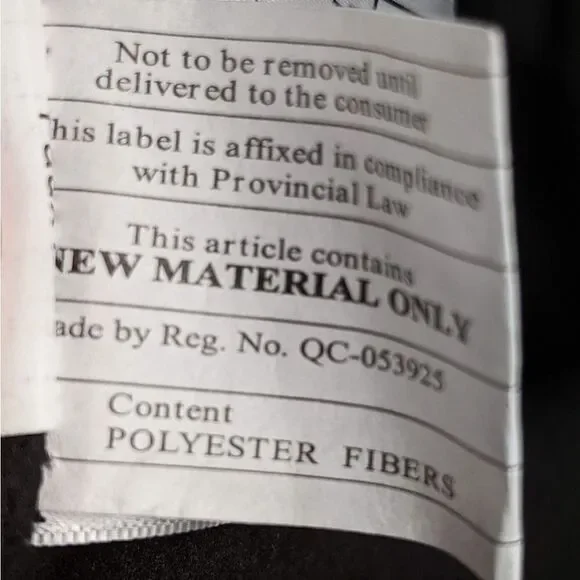 Not to be removed until
delivered to the consumer
This label is affixed in compliance
with Provincial Law
This article contains
NEW MATERIAL ONLY
ade by Reg. No. QC-053925
Content
POLYESTER FIBERS